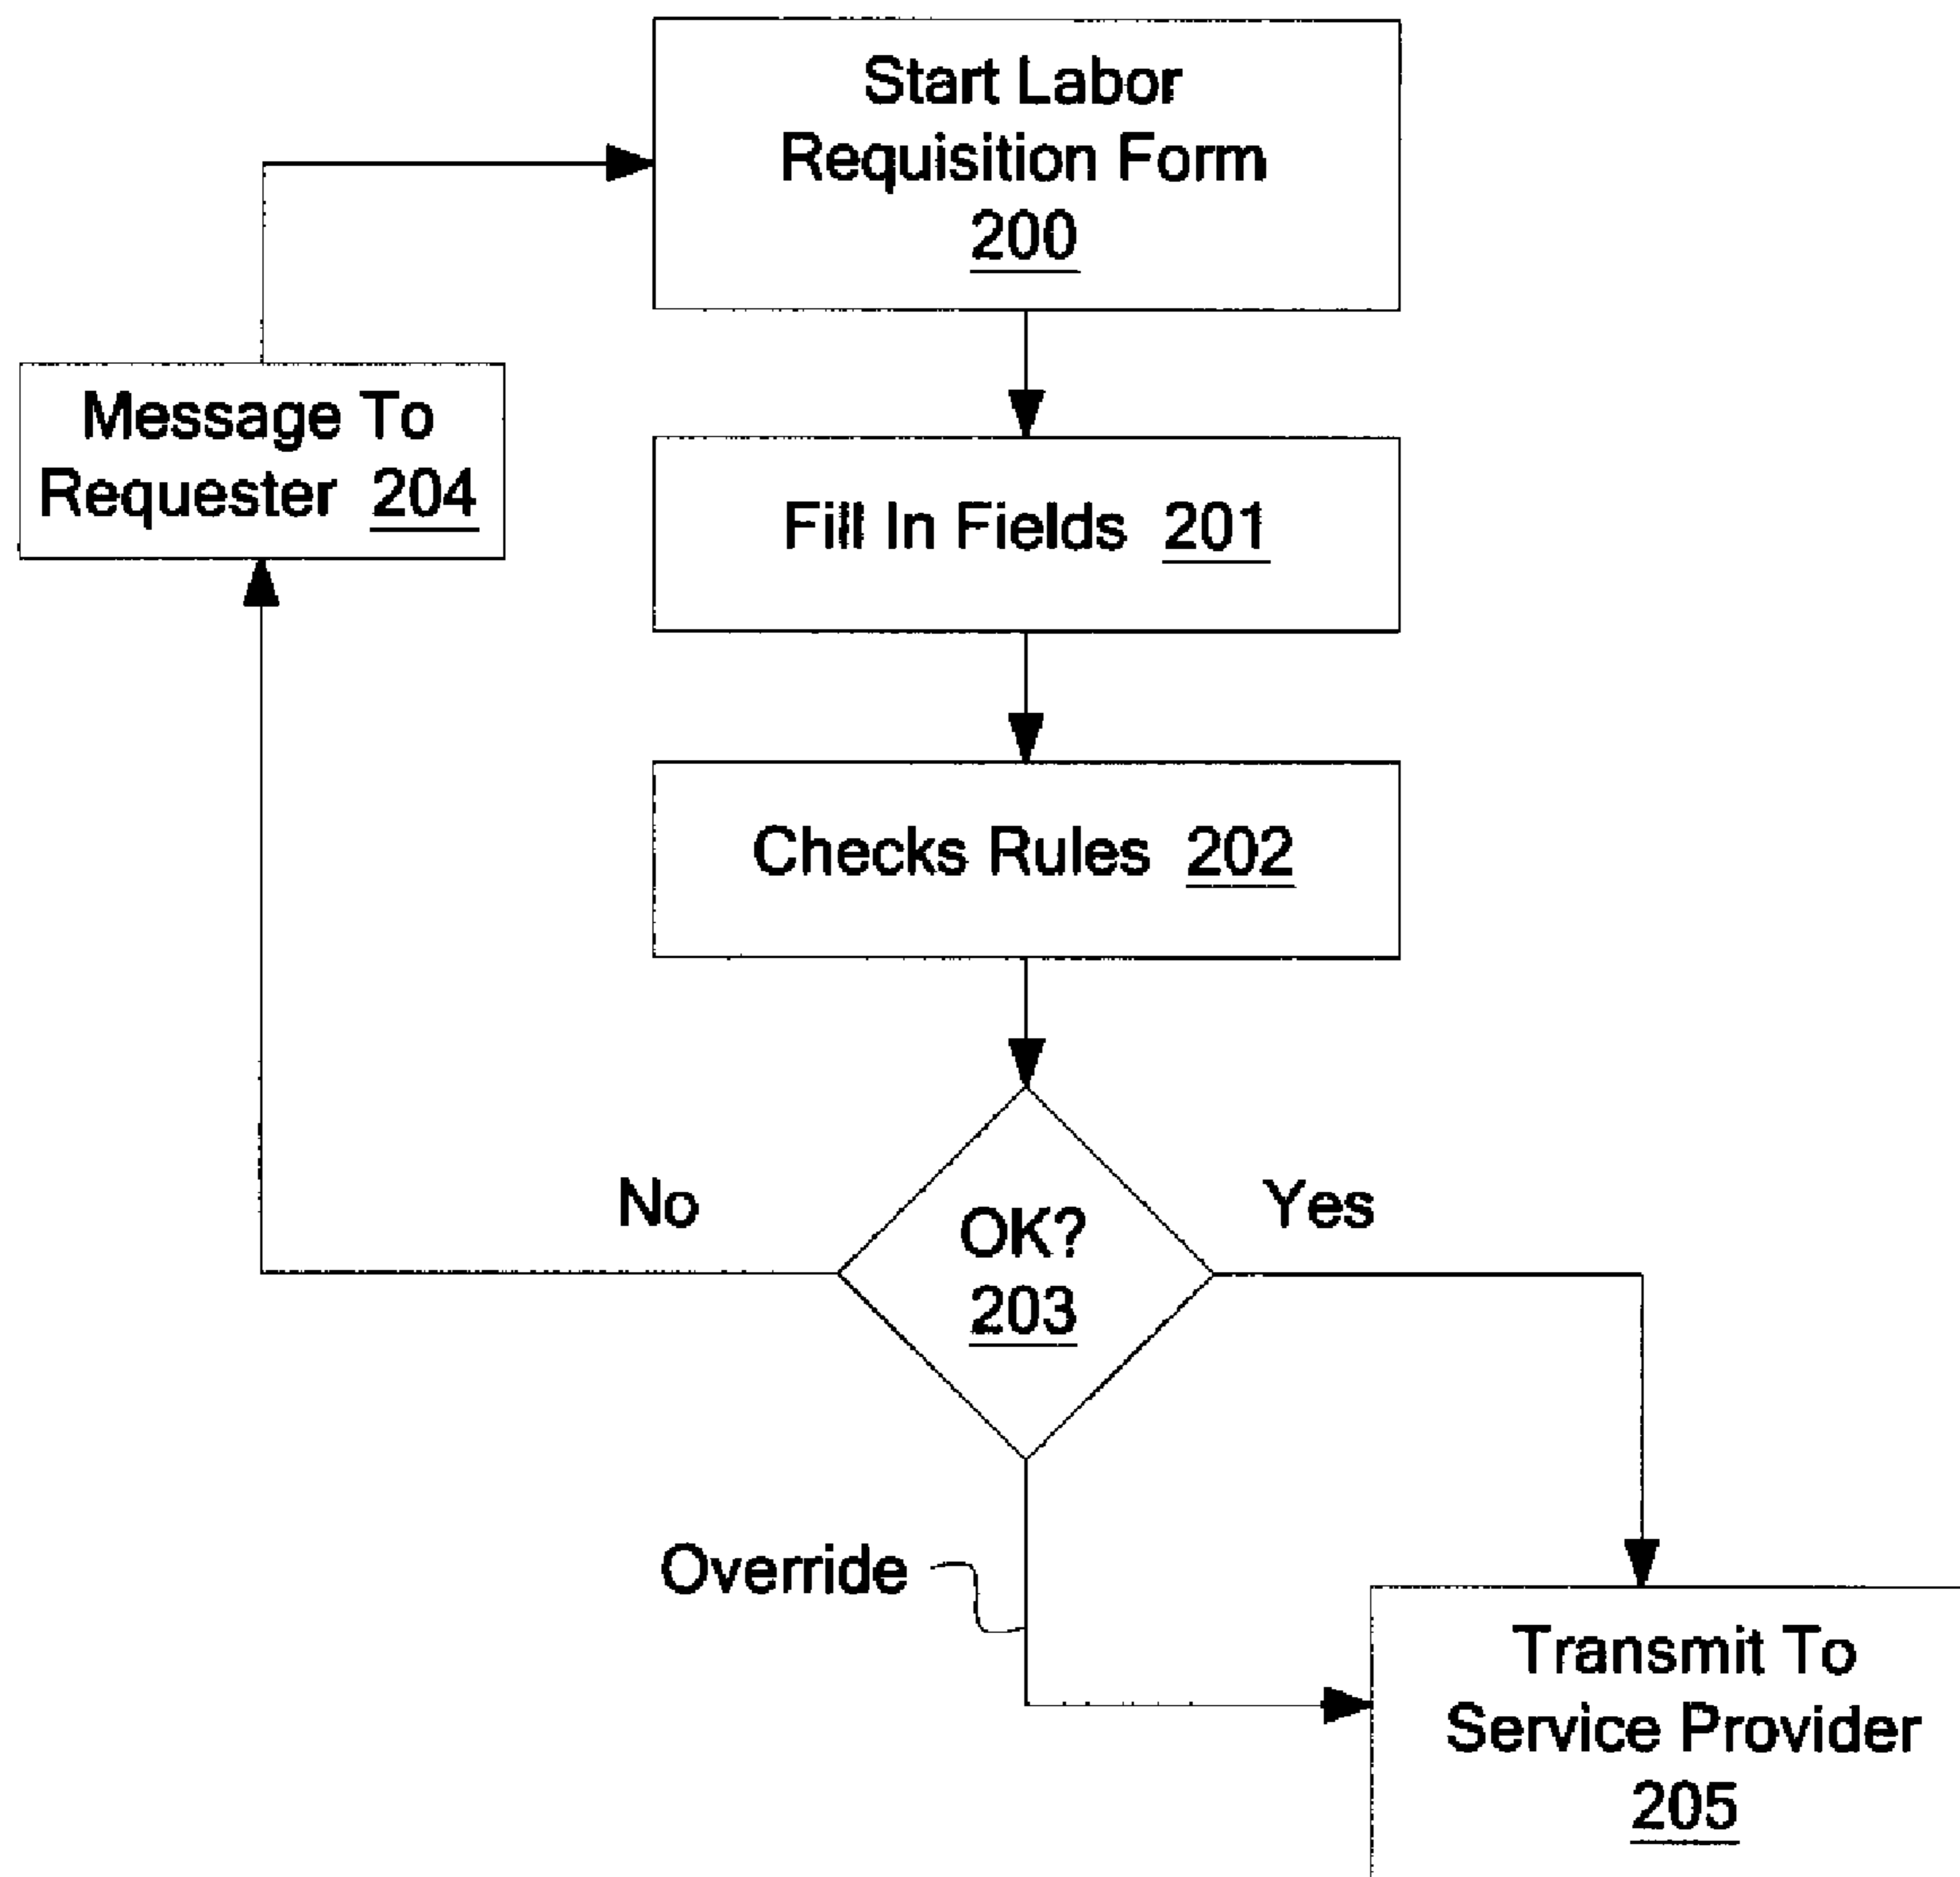 Start Labor
Requisition Form
200
Message To
Requester 204
Fill In Fields 201
Checks Rules 202
No
Yes
OK?
203
Override
Transmit To
Service Provider
205